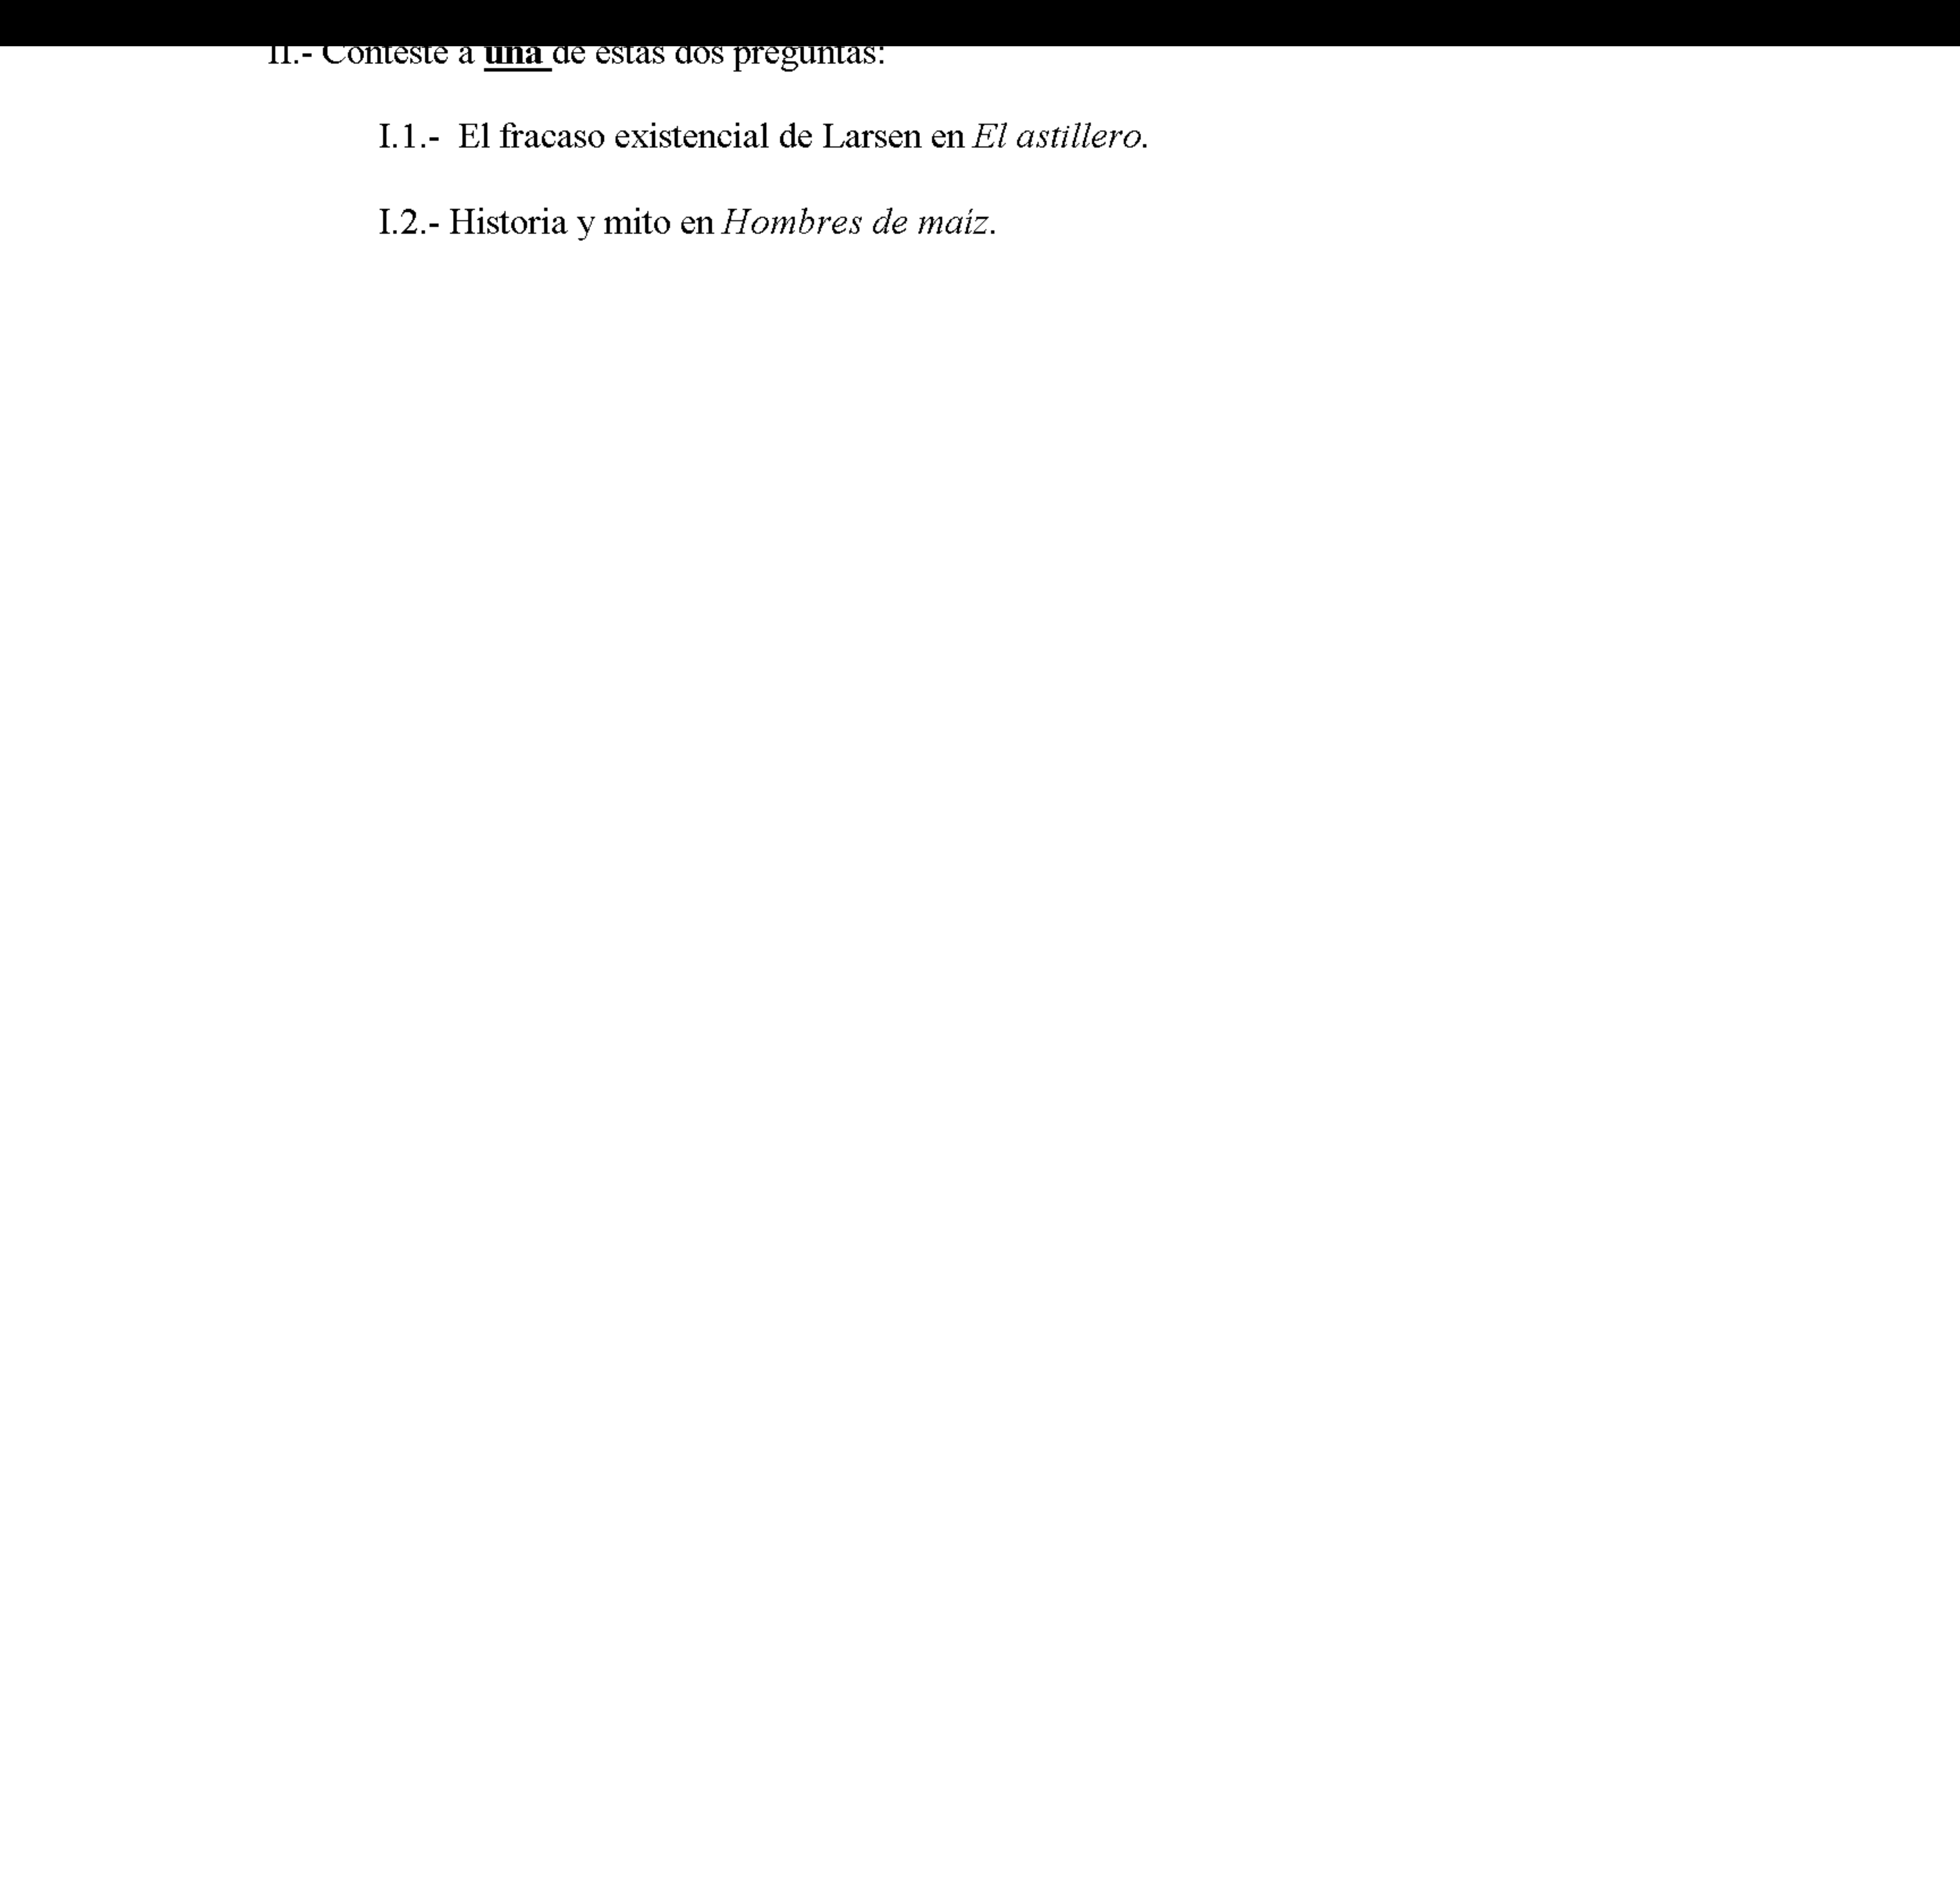 II.- Conteste a una de estas dos preguntas:
I.1.- El fracaso existencial de Larsen en El astillero.
I.2.- Historia y mito en Hombres de maíz.